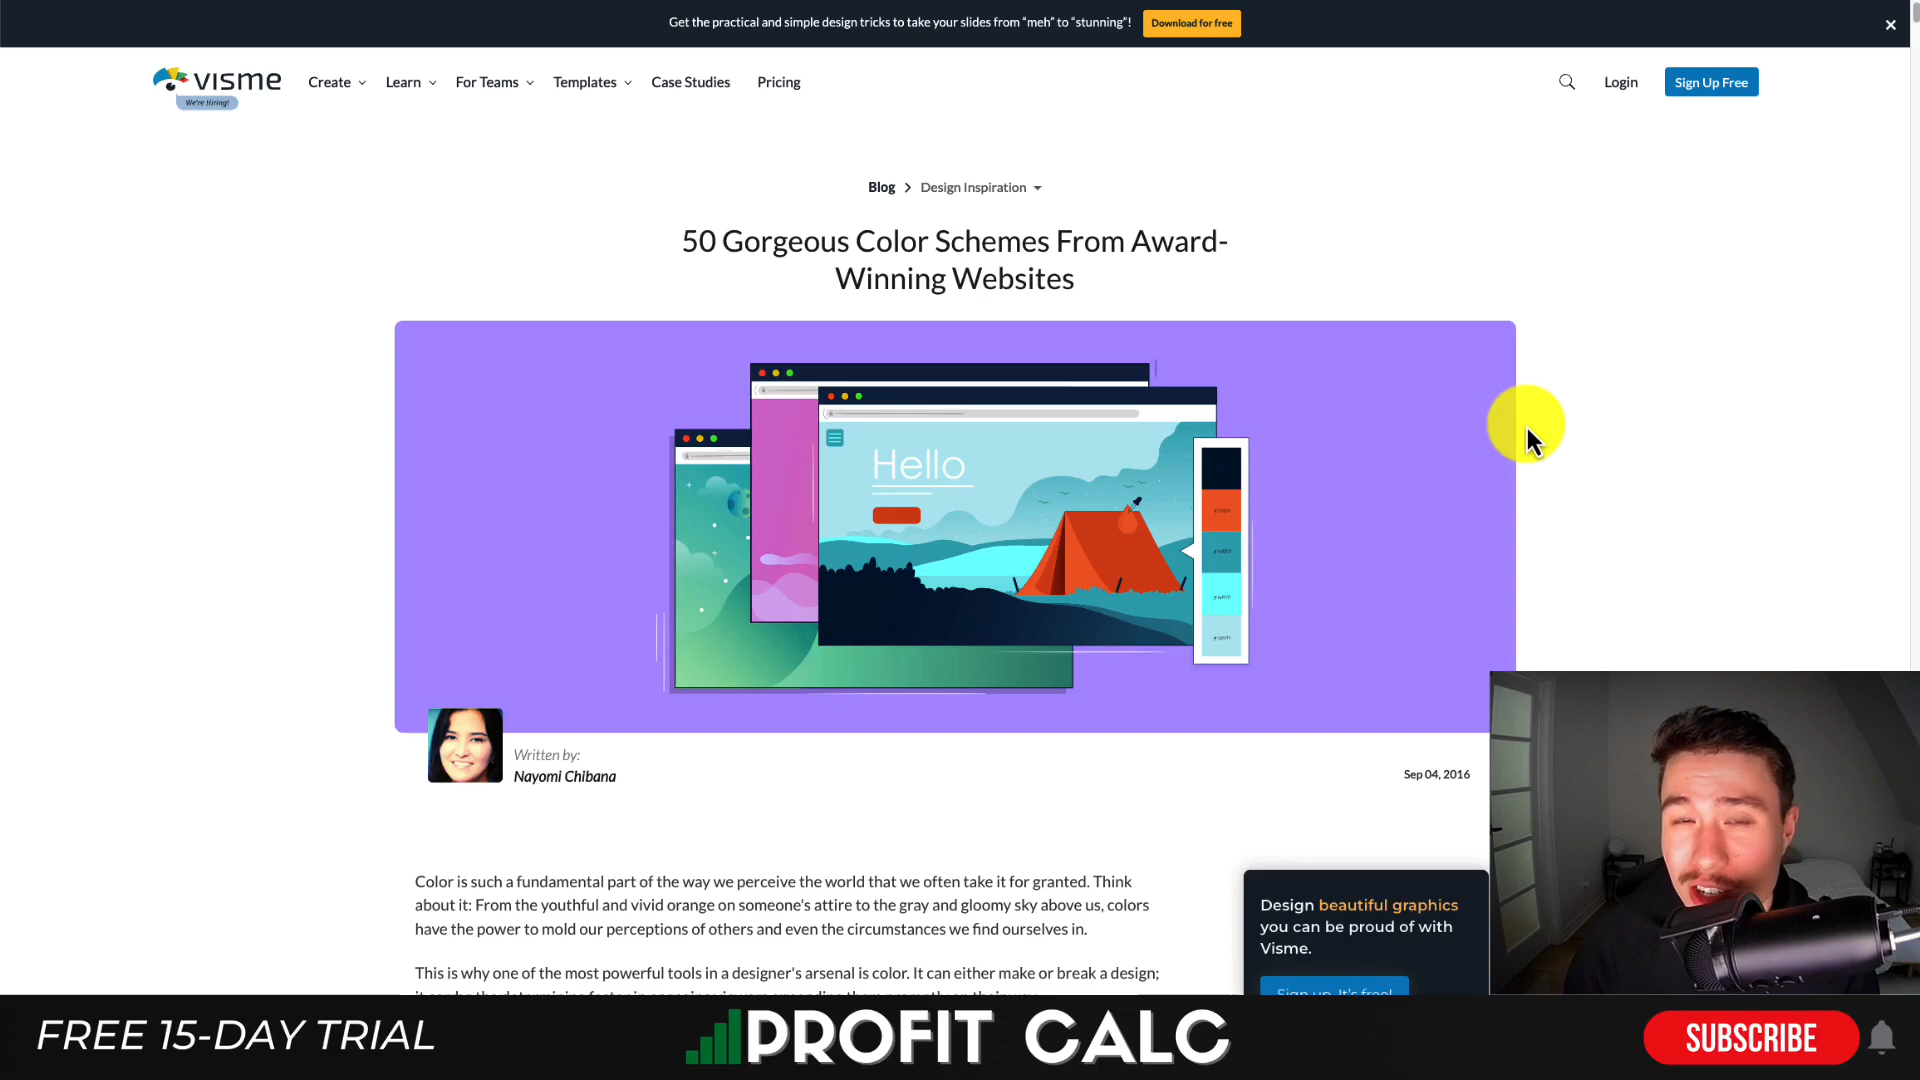 Get the practical and simple design tricks to take your slides from “meh” to “stunning”! Download for free
VISME
We're Hiring!
Create Learn For Teams Templates Case Studies Pricing Login Sign Up Free
Blog > Design Inspiration
50 Gorgeous Color Schemes From Award-
Winning Websites
Hello
Written by:
Nayomi Chibana
Sep 04, 2016
Color is such a fundamental part of the way we perceive the world that we often take it for granted. Think
about it: From the youthful and vivid orange on someone's attire to the gray and gloomy sky above us, colors
have the power to mold our perceptions of others and even the circumstances we find ourselves in.
This is why one of the most powerful tools in a designer's arsenal is color. It can either make or break a design;
Design beautiful graphics
you can be proud of with
Visme.
Sign up. It's free!
FREE 15-DAY TRIAL
PROFIT CALC
SUBSCRIBE